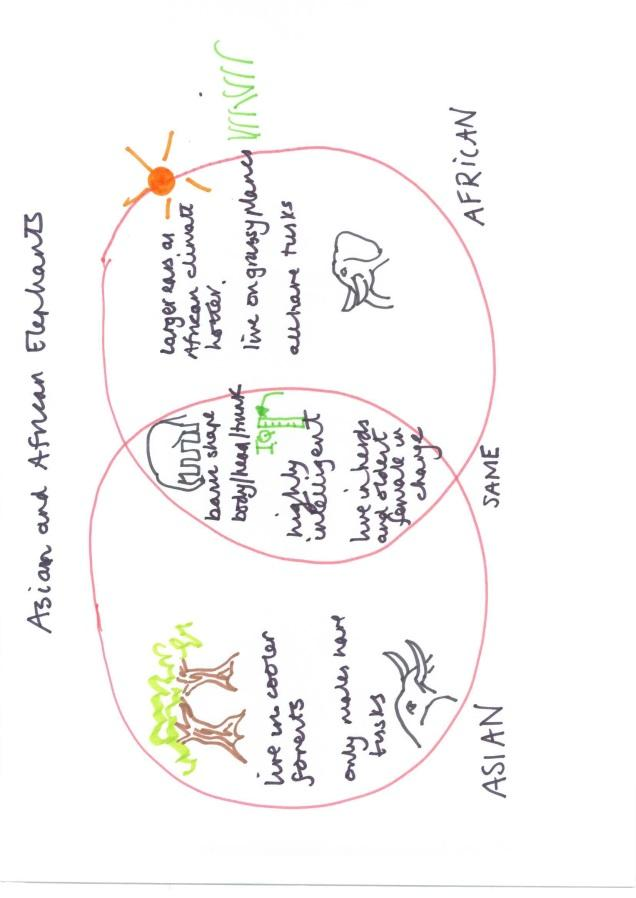 Asian and African Elephants
live in cooler
forests
only males have
tusks
ASIAN
basic shape
body/head/trunk
IQ
highly
intelligent
live in herds
and oldest
female in
charge
SAME
larger ears as
African climate
hotter.
live on grassy planes
all have tusks
AFRICAN